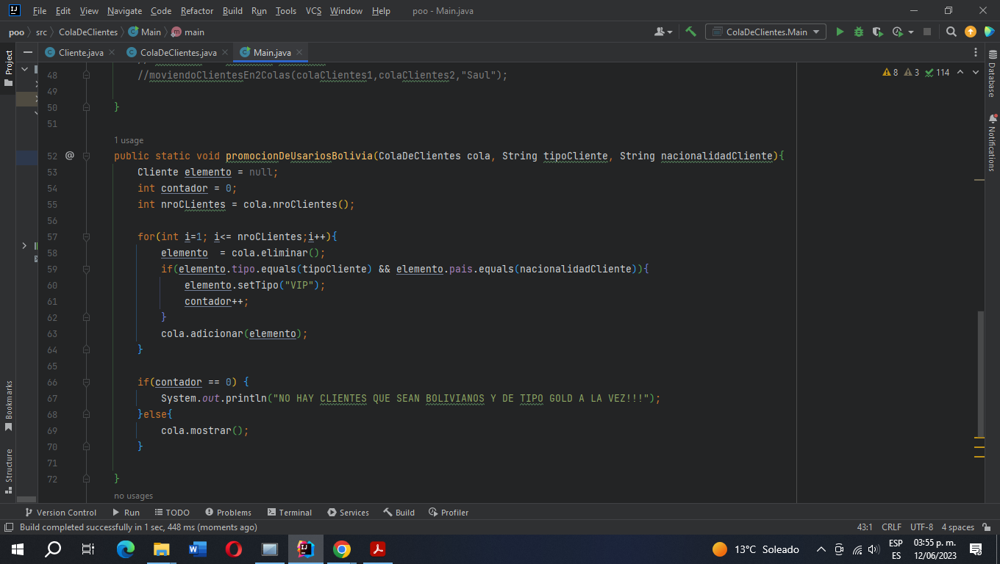 File Edit View Navigate Code Refactor Build Run Tools VCS Window Help poo - Main.java
poo src ColaDeClientes Main main ColaDeClientes.Main
Project
Cliente.java ColaDeClientes.java Main.java
48 //moviendoClientesEn2Colas(colaClientes1,colaClientes2,"Saul");
8 3 114
49
50 }
51
1 usage
52 @ public static void promocionDeUsariosBolivia(ColaDeClientes cola, String tipoCliente, String nacionalidadCliente){
53 Cliente elemento = null;
54 int contador = 0;
55 int nroCLientes = cola.nroClientes();
56
57 for(int i=1; i<= nroCLientes;i++){
58 elemento  = cola.eliminar();
59 if(elemento.tipo.equals(tipoCliente) && elemento.pais.equals(nacionalidadCliente)){
60 elemento.setTipo("VIP");
61 contador++;
62 }
63 cola.adicionar(elemento);
64 }
65
66 if(contador == 0) {
67 System.out.println("NO HAY CLIENTES QUE SEAN BOLIVIANOS Y DE TIPO GOLD A LA VEZ!!!");
68 }else{
69 cola.mostrar();
70 }
71
72 }
no usages
Bookmarks
Structure
Database
Notifications
Version Control Run TODO Problems Terminal Services Build Profiler
Build completed successfully in 1 sec, 448 ms (moments ago) 43:1 CRLF UTF-8 4 spaces
13°C Soleado ESP 03:55 p. m.
ES 12/06/2023